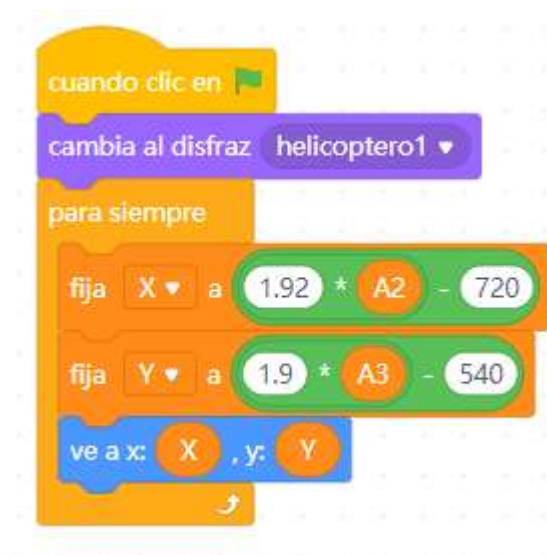 cuando clic en
cambia al disfraz helicoptero1
para siempre
fija X a 1.92 * A2 - 720
fija Y a 1.9 * A3 - 540
ve a x: X , y: Y